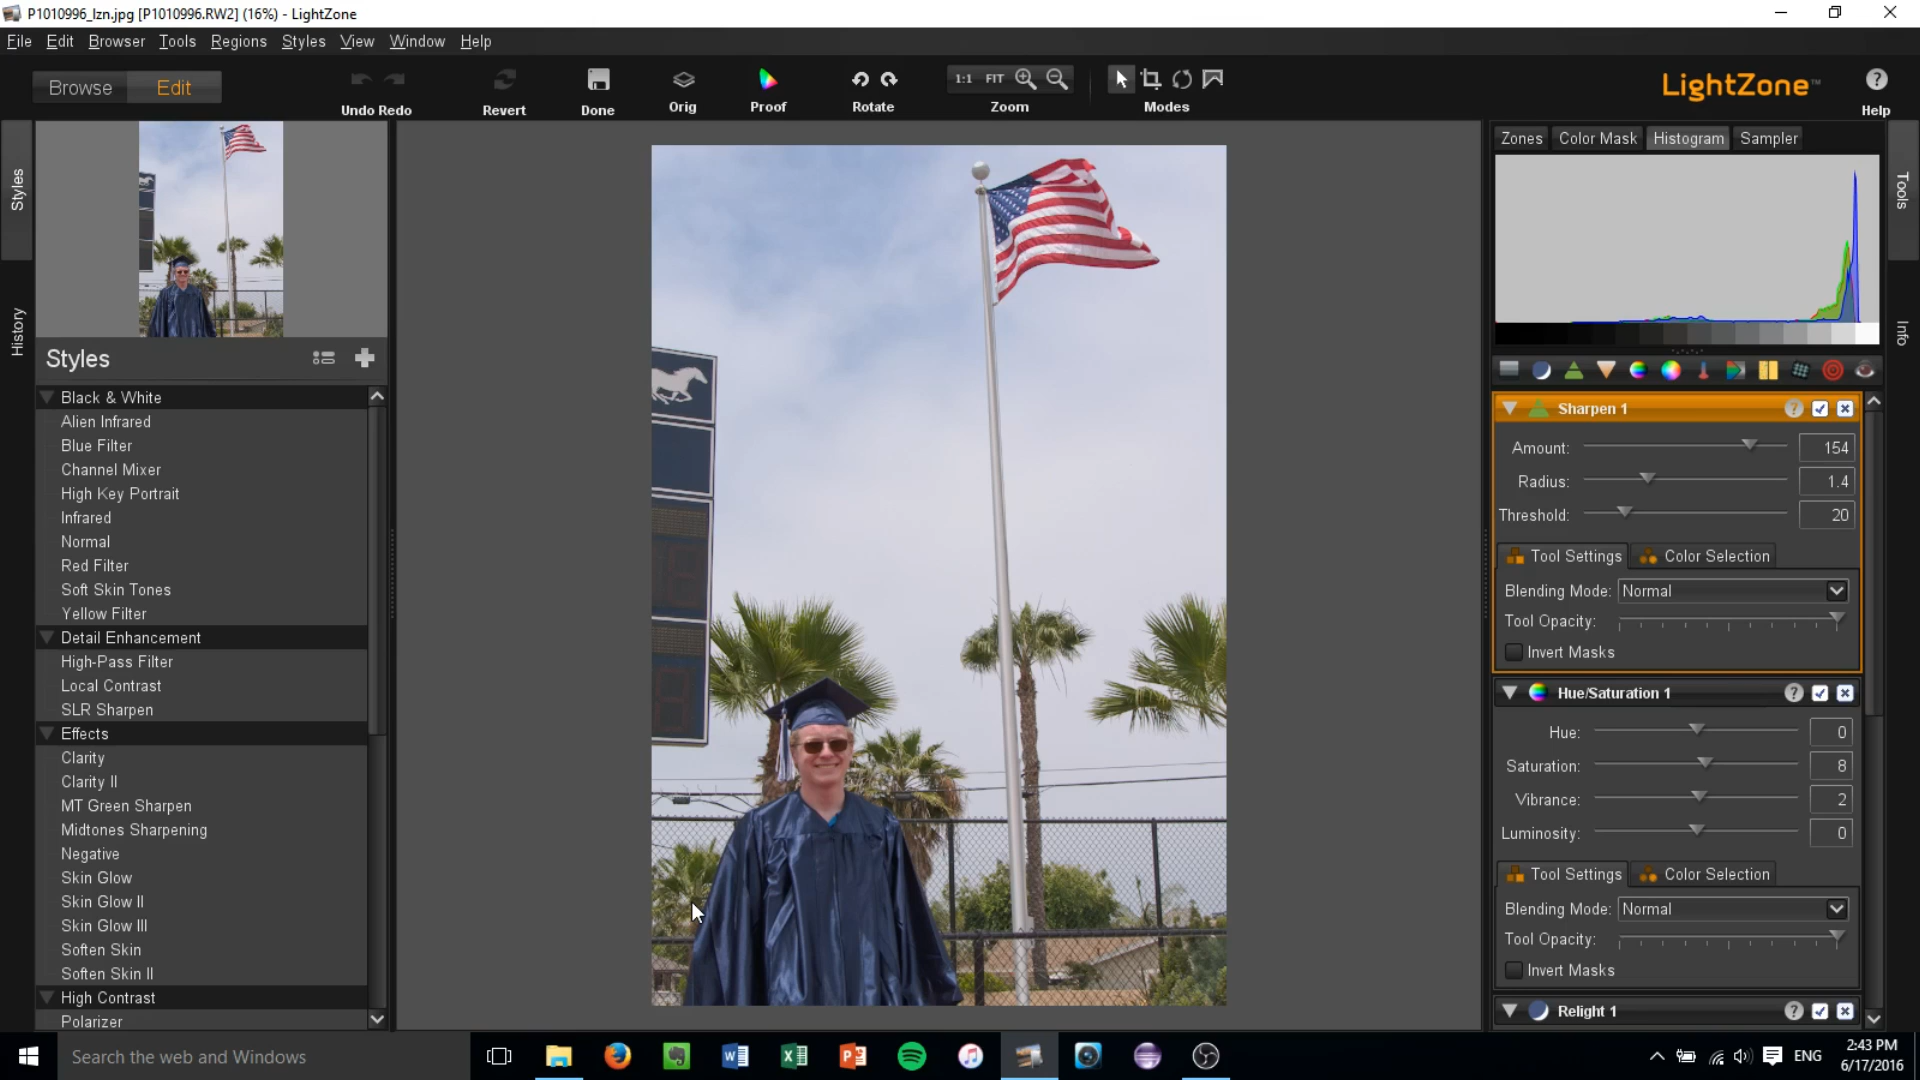 P1010996_lzn.jpg [P1010996.RW2] (16%) - LightZone
File Edit Browser Tools Regions Styles View Window Help
Browse Edit
Undo Redo Revert Done Orig Proof Rotate
1:1 FIT
Zoom Modes
LightZone™
Help
Styles
History
Styles
Black & White
Alien Infrared
Blue Filter
Channel Mixer
High Key Portrait
Infrared
Normal
Red Filter
Soft Skin Tones
Yellow Filter
Detail Enhancement
High-Pass Filter
Local Contrast
SLR Sharpen
Effects
Clarity
Clarity II
MT Green Sharpen
Midtones Sharpening
Negative
Skin Glow
Skin Glow II
Skin Glow III
Soften Skin
Soften Skin II
High Contrast
Polarizer
Zones Color Mask Histogram Sampler
Tools
Info
Sharpen 1
Amount: 154
Radius: 1.4
Threshold: 20
Tool Settings Color Selection
Blending Mode: Normal
Tool Opacity:
Invert Masks
Hue/Saturation 1
Hue: 0
Saturation: 8
Vibrance: 2
Luminosity: 0
Tool Settings Color Selection
Blending Mode: Normal
Tool Opacity:
Invert Masks
Relight 1
Search the web and Windows
ENG
2:43 PM
6/17/2016